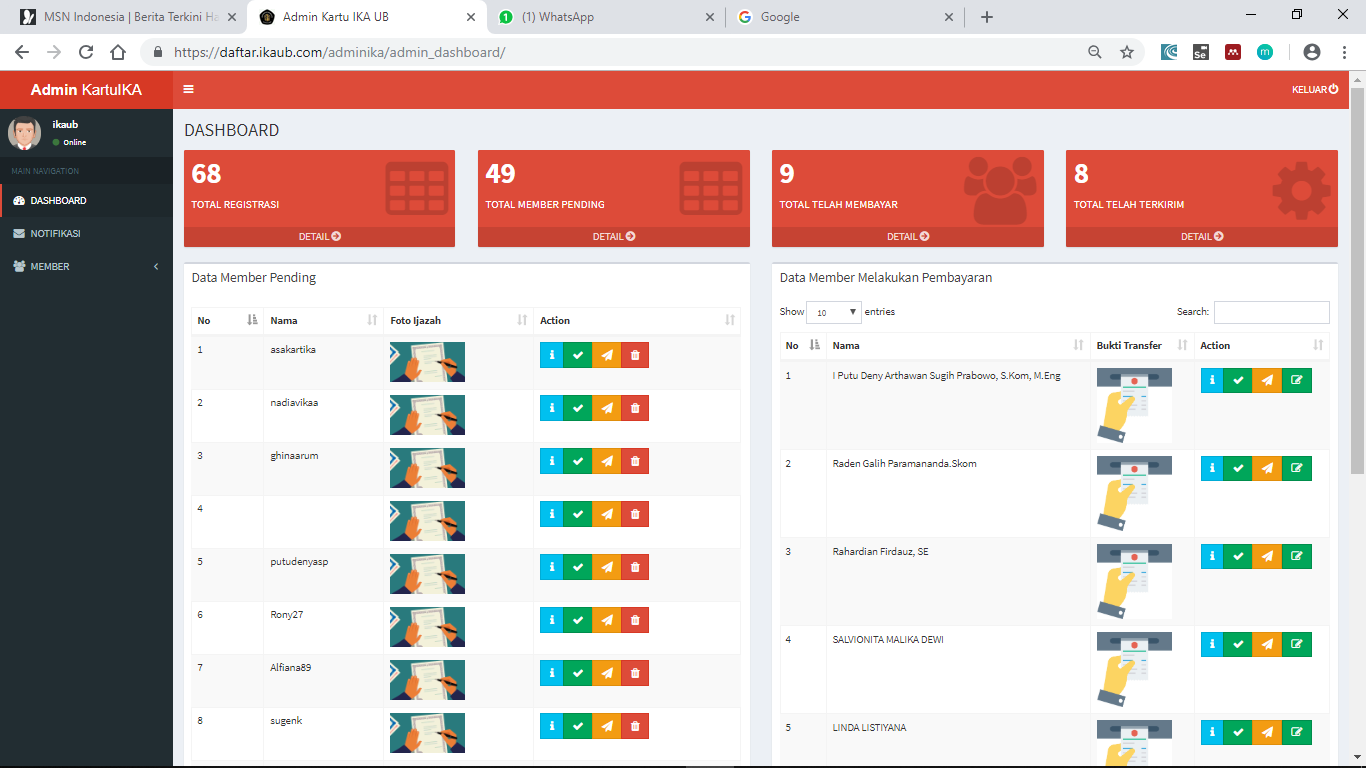 MSN Indonesia | Berita Terkini Ha
Admin Kartu IKA UB
(1) WhatsApp
Google
https://daftar.ikaub.com/adminika/admin_dashboard/
Admin KartuIKA
KELUAR
ikaub
Online
MAIN NAVIGATION
DASHBOARD
NOTIFIKASI
MEMBER
DASHBOARD
68
TOTAL REGISTRASI
DETAIL
49
TOTAL MEMBER PENDING
DETAIL
9
TOTAL TELAH MEMBAYAR
DETAIL
8
TOTAL TELAH TERKIRIM
DETAIL
Data Member Pending
No Nama Foto Ijazah Action
1 asakartika
2 nadiavikaa
3 ghinaarum
4
5 putudenyasp
6 Rony27
7 Alfiana89
8 sugenk
Data Member Melakukan Pembayaran
Show 10 entries Search:
No Nama Bukti Transfer Action
1 I Putu Deny Arthawan Sugih Prabowo, S.Kom, M.Eng
2 Raden Galih Paramananda.Skom
3 Rahardian Firdauz, SE
4 SALVIONITA MALIKA DEWI
5 LINDA LISTIYANA